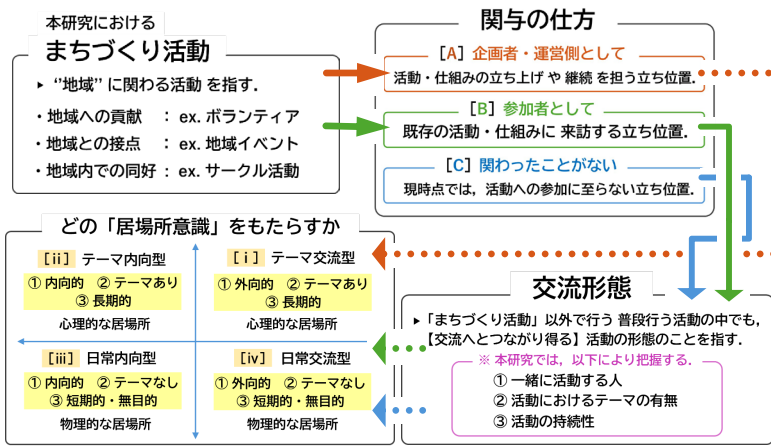 本研究における
まちづくり活動
▶ “地域” に関わる活動 を指す．
・地域への貢献 ： ex. ボランティア
・地域との接点 ： ex. 地域イベント
・地域内での同好 ： ex. サークル活動
関与の仕方
［A］企画者・運営側として
活動・仕組みの立ち上げ や 継続 を担う立ち位置．
［B］参加者として
既存の活動・仕組みに 来訪する立ち位置．
［C］関わったことがない
現時点では，活動への参加に至らない立ち位置．
どの「居場所意識」をもたらすか
［ii］ テーマ内向型
① 内向的 ② テーマあり
③ 長期的
心理的な居場所
［i］ テーマ交流型
① 外向的 ② テーマあり
③ 長期的
心理的な居場所
［iii］ 日常内向型
① 内向的 ② テーマなし
③ 短期的・無目的
物理的な居場所
［iv］ 日常交流型
① 外向的 ② テーマなし
③ 短期的・無目的
物理的な居場所
交流形態
▶「まちづくり活動」以外で行う 普段行う活動の中でも，
【交流へとつながり得る】活動の形態のことを指す．
※ 本研究では，以下により把握する．
① 一緒に活動する人
② 活動におけるテーマの有無
③ 活動の持続性